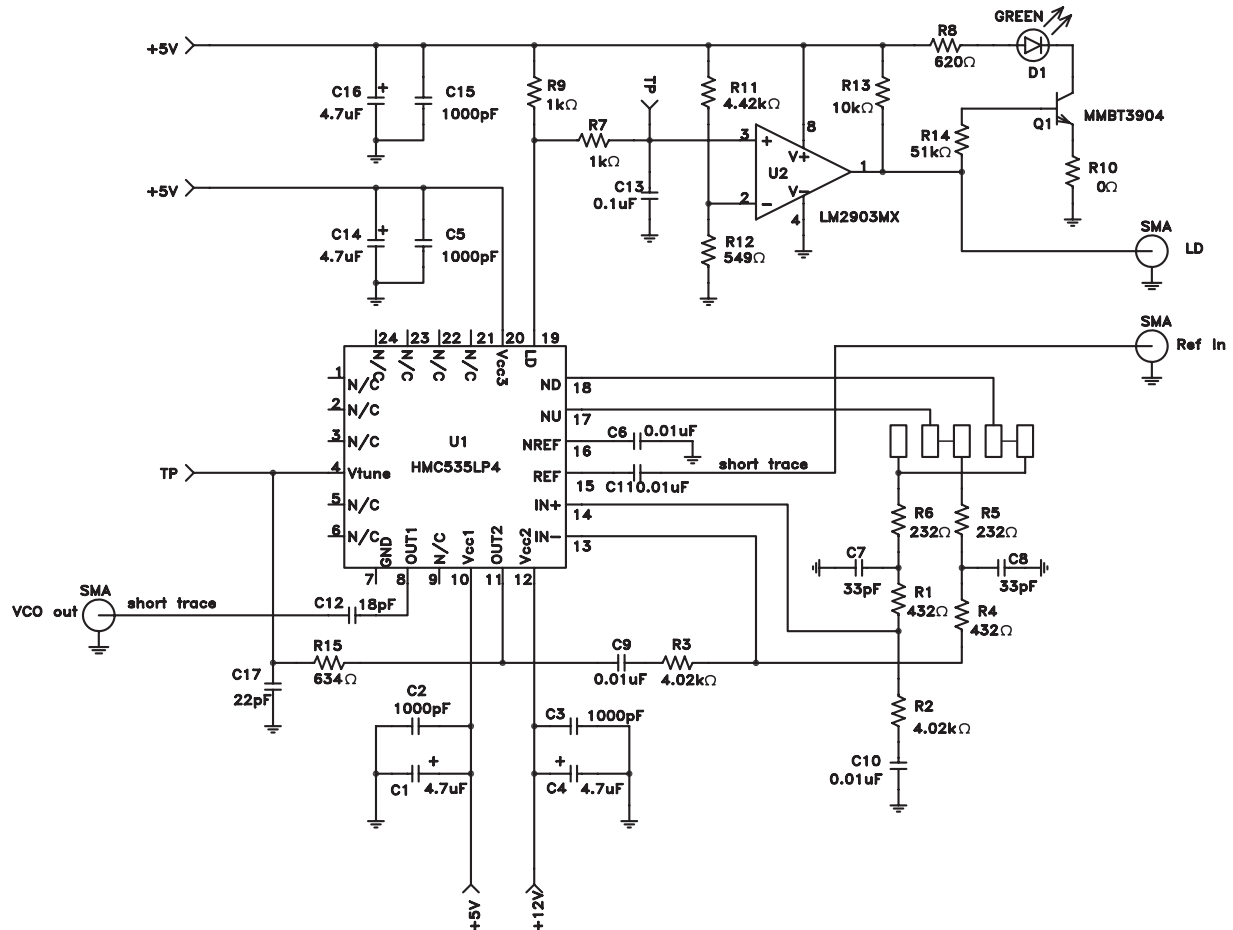 GREEN
+5V
R8
620Ω
D1
C16
4.7uF
+
C15
1000pF
R9
1kΩ
TP
R11
4.42kΩ
R13
10kΩ
MMBT3904
Q1
R7
1kΩ
3
+
8
V+
U2
V-
1
R14
51kΩ
R10
0Ω
+5V
C13
0.1uF
2
-
4
LM2903MX
C14
4.7uF
+
C5
1000pF
R12
549Ω
SMA
LD
SMA
Ref In
24
23
22
21
20
19
N/C
N/C
N/C
N/C
Vcc3
LD
1
N/C
ND
18
2
N/C
NU
17
3
N/C
U1
HMC535LP4
NREF
16
C6
0.01uF
TP
4
Vtune
REF
15
C11
0.01uF
short trace
5
N/C
IN+
14
6
N/C
IN-
13
GND
OUT1
N/C
Vcc1
OUT2
Vcc2
7
8
9
10
11
12
R6
232Ω
R5
232Ω
C7
33pF
C8
33pF
R1
432Ω
R4
432Ω
SMA
VCO out
short trace
C12
18pF
R15
634Ω
C9
0.01uF
R3
4.02kΩ
C17
22pF
C2
1000pF
C3
1000pF
R2
4.02kΩ
C1
+
4.7uF
+
C4
4.7uF
C10
0.01uF
+5V
+12V